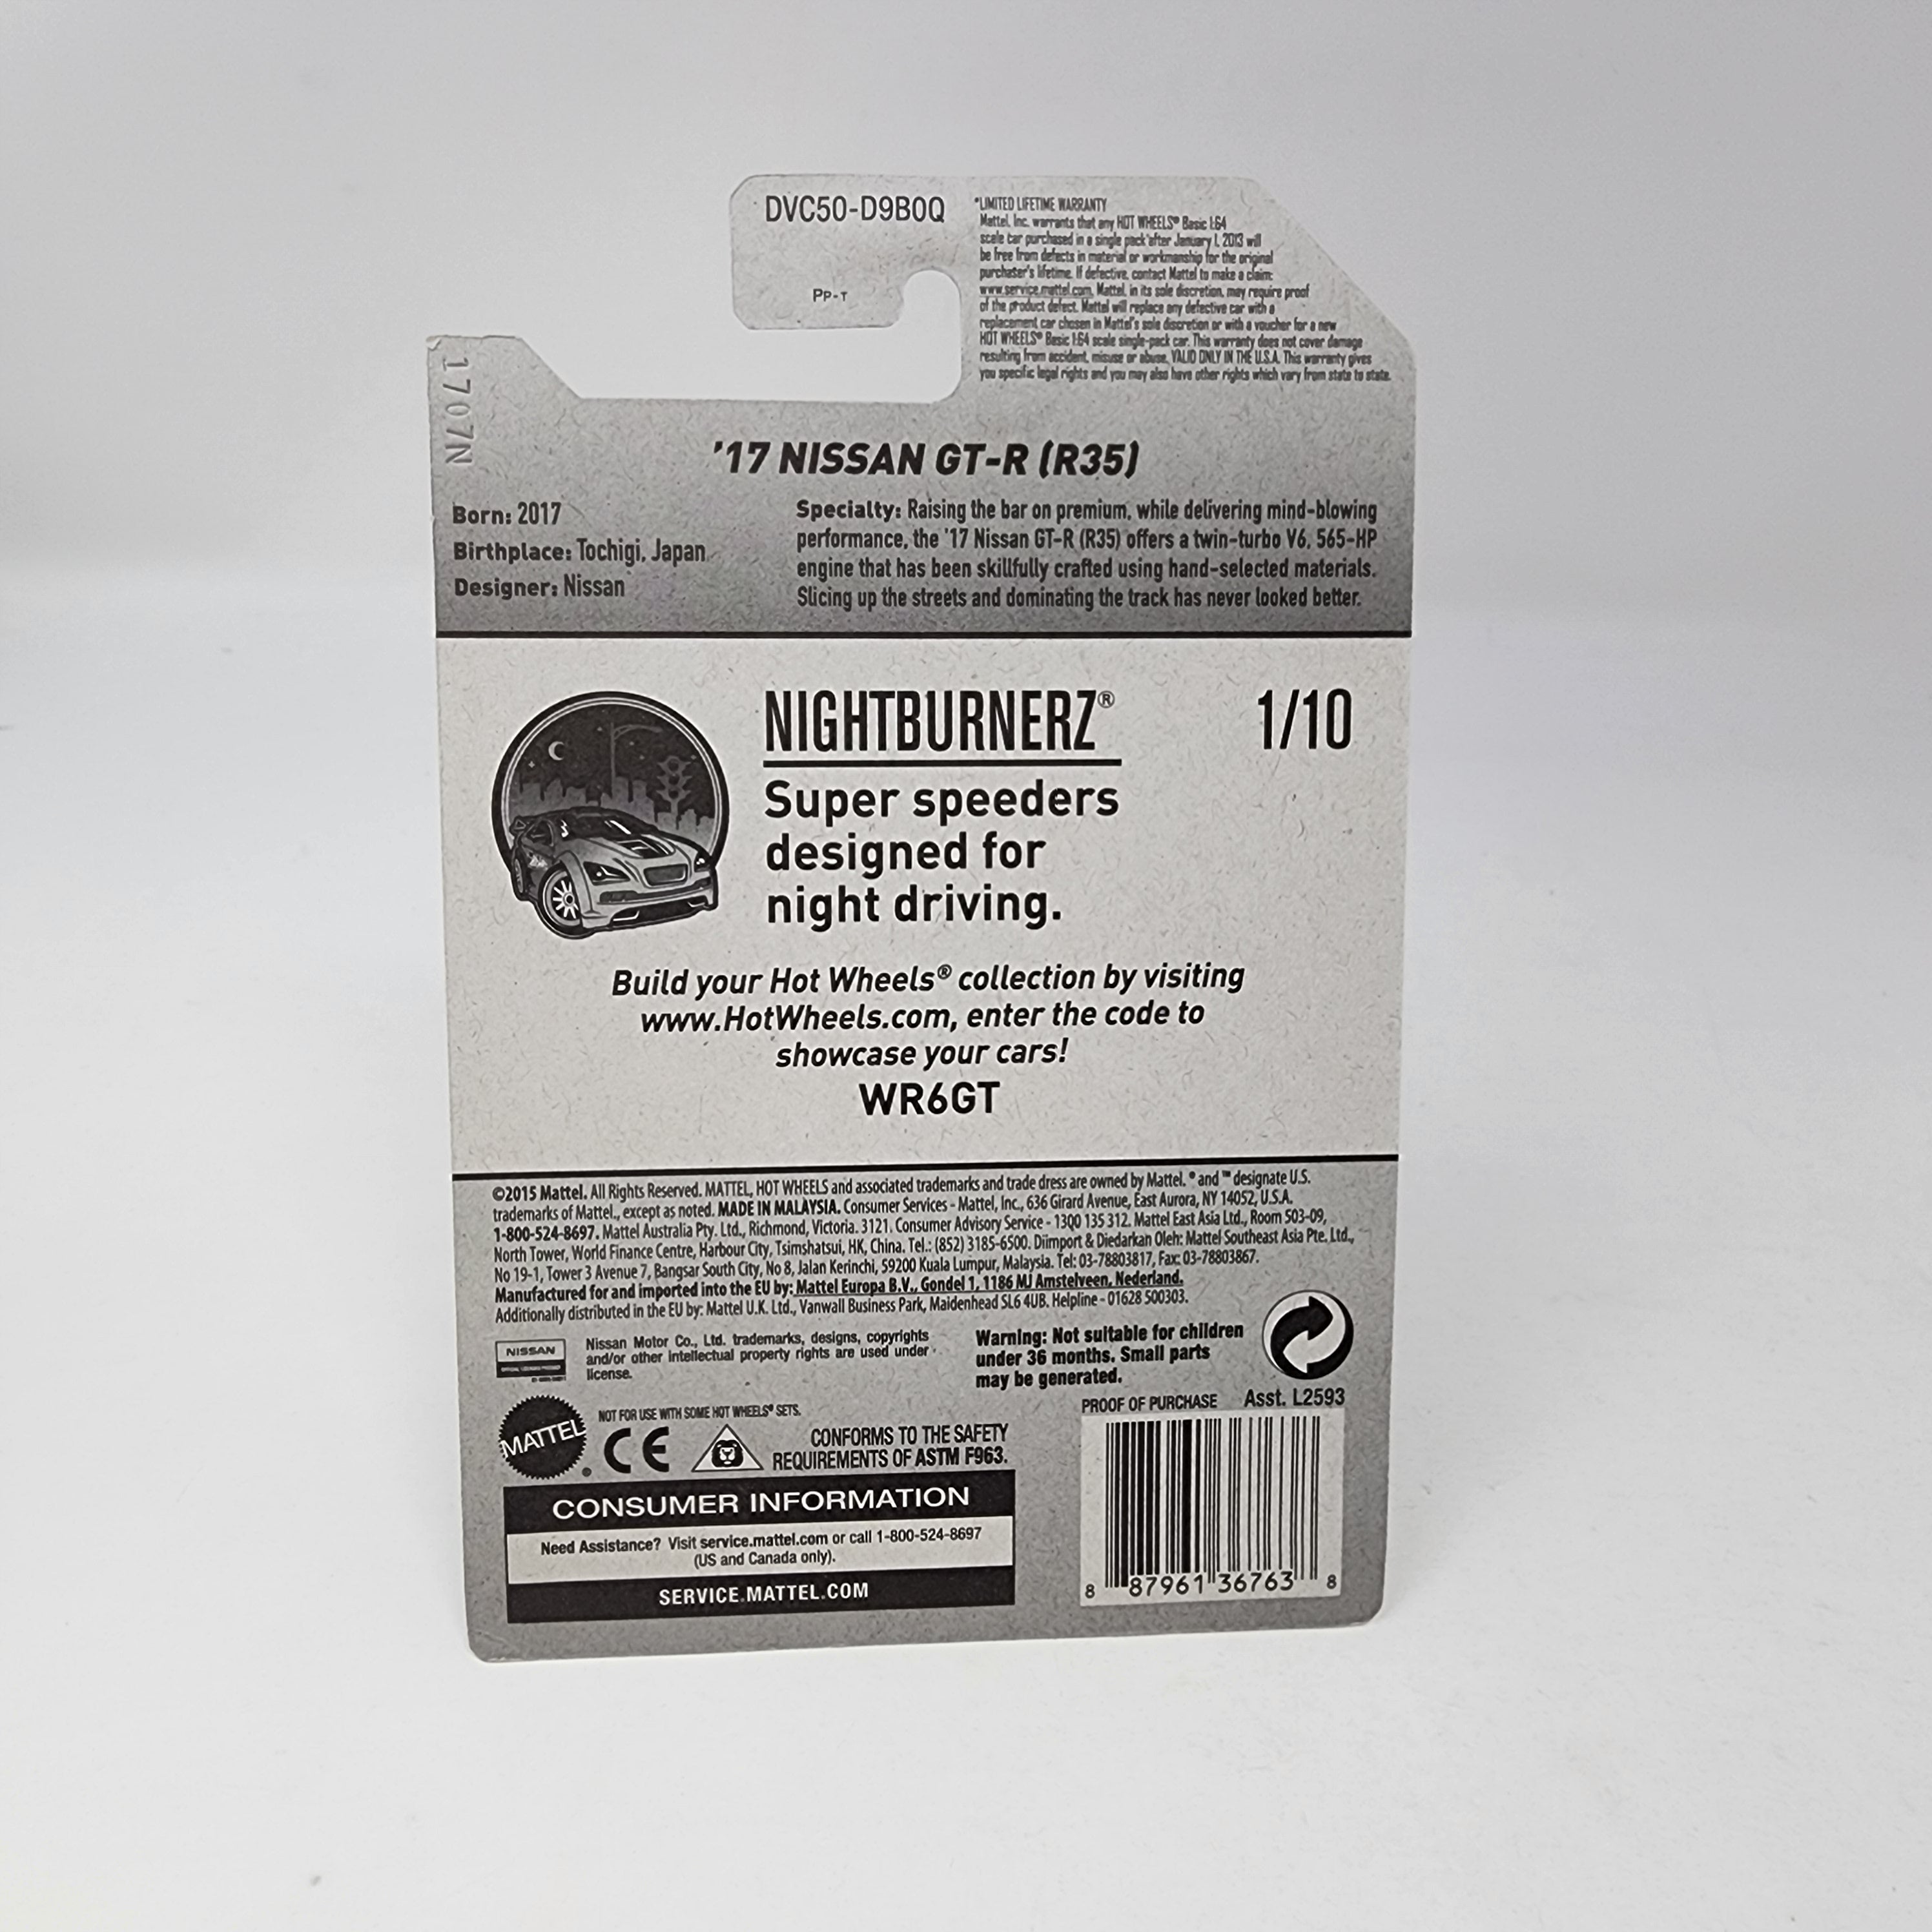 DVC50-D9B0Q
PP-T
*LIMITED LIFETIME WARRANTY
Mattel, Inc. warrants that any HOT WHEELS® Basic 1:64
scale car purchased in a single pack after January 1, 2013 will
be free from defects in material or workmanship for the original
purchaser's lifetime. If defective, contact Mattel to make a claim:
www.service.mattel.com. Mattel, in its sole discretion, may require proof
of the product defect. Mattel will replace any defective car with a
replacement car chosen in Mattel's sole discretion or with a voucher for a new
HOT WHEELS® Basic 1:64 scale single-pack car. This warranty does not cover damage
resulting from accident, misuse or abuse. VALID ONLY IN THE U.S.A. This warranty gives
you specific legal rights and you may also have other rights which vary from state to state.
1707N
'17 NISSAN GT-R (R35)
Born: 2017
Birthplace: Tochigi, Japan
Designer: Nissan
Specialty: Raising the bar on premium, while delivering mind-blowing
performance, the '17 Nissan GT-R (R35) offers a twin-turbo V6, 565-HP
engine that has been skillfully crafted using hand-selected materials.
Slicing up the streets and dominating the track has never looked better.
NIGHTBURNERZ®
1/10
Super speeders
designed for
night driving.
Build your Hot Wheels® collection by visiting
www.HotWheels.com, enter the code to
showcase your cars!
WR6GT
©2015 Mattel. All Rights Reserved. MATTEL, HOT WHEELS and associated trademarks and trade dress are owned by Mattel. ® and ™ designate U.S.
trademarks of Mattel., except as noted. MADE IN MALAYSIA. Consumer Services - Mattel, Inc., 636 Girard Avenue, East Aurora, NY 14052, U.S.A.
1-800-524-8697. Mattel Australia Pty. Ltd., Richmond, Victoria. 3121. Consumer Advisory Service - 1300 135 312. Mattel East Asia Ltd., Room 503-09,
North Tower, World Finance Centre, Harbour City, Tsimshatsui, HK, China. Tel.: (852) 3185-6500. Diimport & Diedarkan Oleh: Mattel Southeast Asia Pte. Ltd.,
No 19-1, Tower 3 Avenue 7, Bangsar South City, No 8, Jalan Kerinchi, 59200 Kuala Lumpur, Malaysia. Tel: 03-78803817, Fax: 03-78803867.
Manufactured for and imported into the EU by: Mattel Europa B.V., Gondel 1, 1186 MJ Amstelveen, Nederland.
Additionally distributed in the EU by: Mattel U.K. Ltd., Vanwall Business Park, Maidenhead SL6 4UB. Helpline - 01628 500303.
NISSAN
Nissan Motor Co., Ltd. trademarks, designs, copyrights
and/or other intellectual property rights are used under
license.
Warning: Not suitable for children
under 36 months. Small parts
may be generated.
MATTEL®
NOT FOR USE WITH SOME HOT WHEELS® SETS.
CE
CONFORMS TO THE SAFETY
REQUIREMENTS OF ASTM F963.
PROOF OF PURCHASE Asst. L2593
8 87961 36763 8
CONSUMER INFORMATION
Need Assistance? Visit service.mattel.com or call 1-800-524-8697
(US and Canada only).
SERVICE.MATTEL.COM